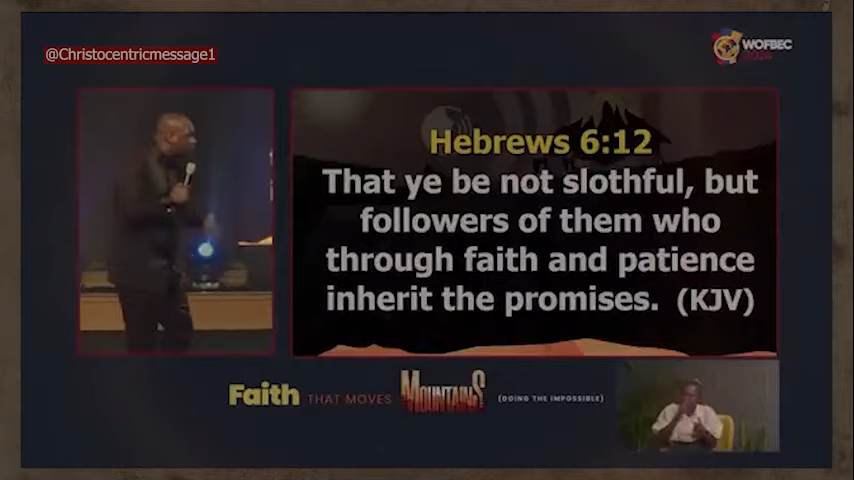 @Christocentricmessage1
WOFBEC
Hebrews 6:12
That ye be not slothful, but
followers of them who
through faith and patience
inherit the promises. (KJV)
Faith THAT MOVES MOUNTAINS (DOING THE IMPOSSIBLE)